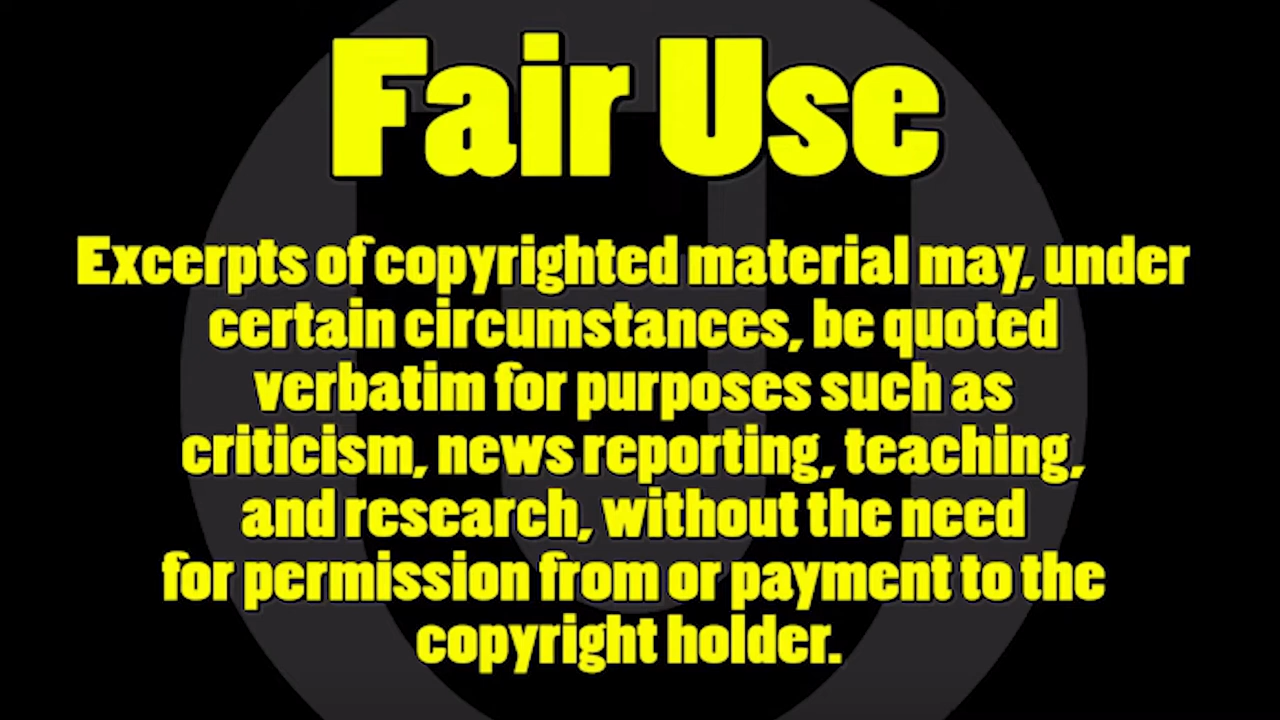 Fair Use
Excerpts of copyrighted material may, under
certain circumstances, be quoted
verbatim for purposes such as
criticism, news reporting, teaching,
and research, without the need
for permission from or payment to the
copyright holder.